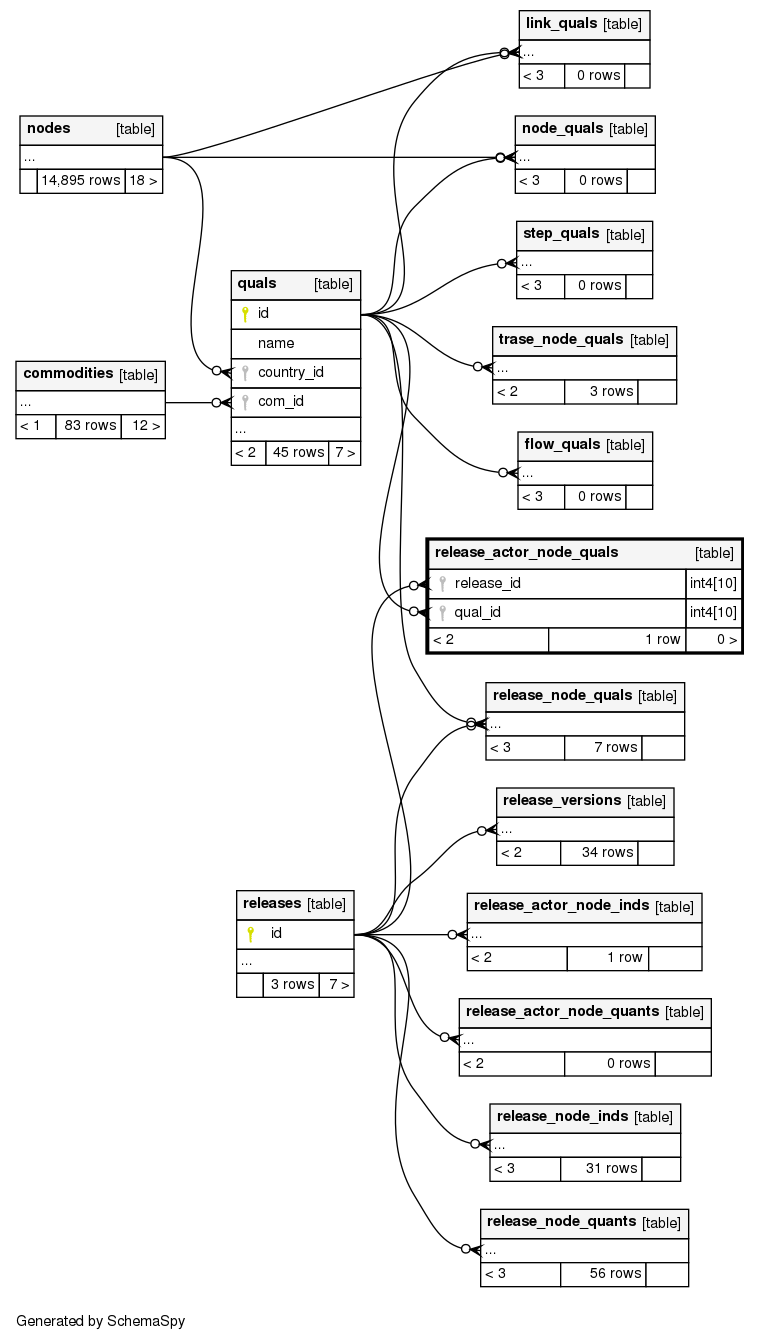 link_quals [table]
...
< 3 0 rows
nodes [table]
...
14,895 rows 18 >
node_quals [table]
...
< 3 0 rows
step_quals [table]
...
< 3 0 rows
quals [table]
id
name
country_id
com_id
...
< 2 45 rows 7 >
trase_node_quals [table]
...
< 2 3 rows
commodities [table]
...
< 1 83 rows 12 >
flow_quals [table]
...
< 3 0 rows
release_actor_node_quals [table]
release_id int4[10]
qual_id int4[10]
< 2 1 row 0 >
release_node_quals [table]
...
< 3 7 rows
release_versions [table]
...
< 2 34 rows
releases [table]
id
...
3 rows 7 >
release_actor_node_inds [table]
...
< 2 1 row
release_actor_node_quants [table]
...
< 2 0 rows
release_node_inds [table]
...
< 3 31 rows
release_node_quants [table]
...
< 3 56 rows
Generated by SchemaSpy